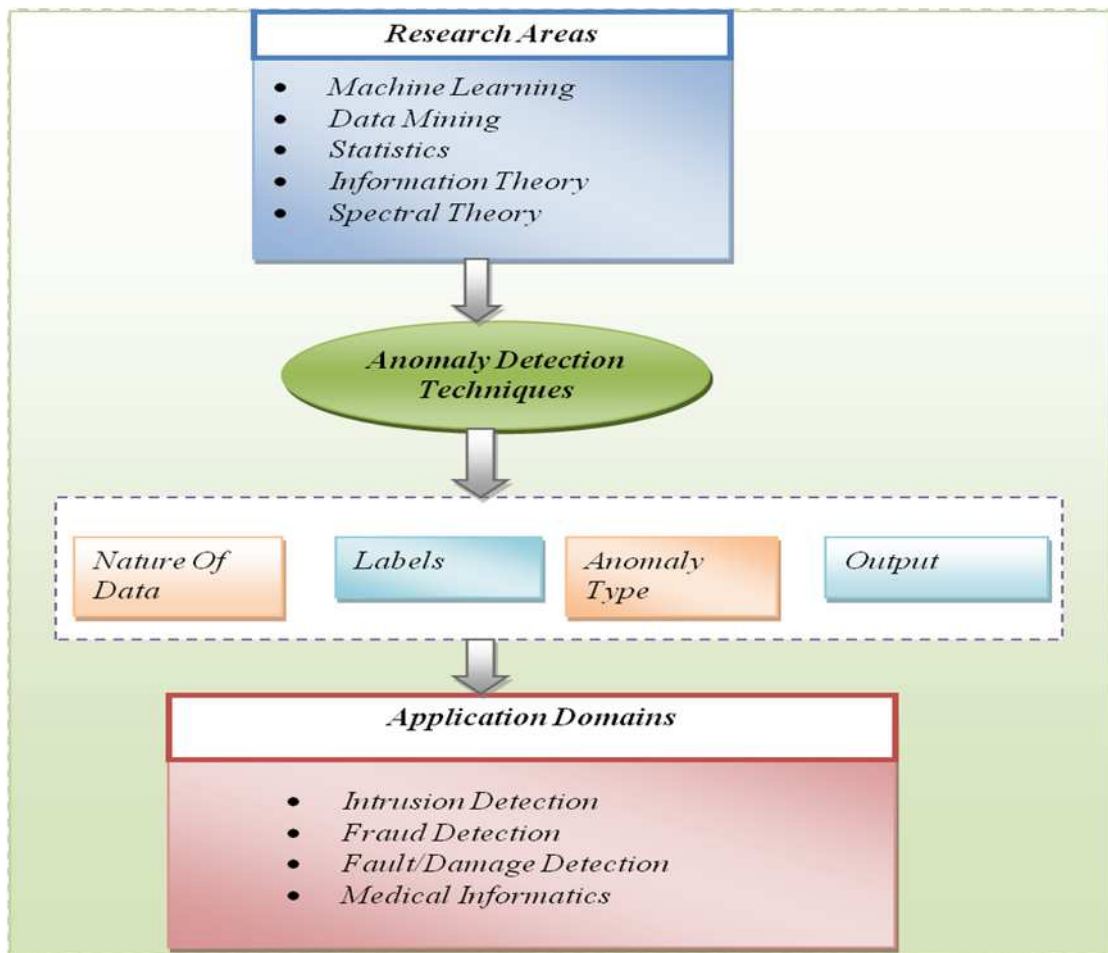 Research Areas
• Machine Learning
• Data Mining
• Statistics
• Information Theory
• Spectral Theory
Anomaly Detection
Techniques
Nature Of
Data
Labels
Anomaly
Type
Output
Application Domains
• Intrusion Detection
• Fraud Detection
• Fault/Damage Detection
• Medical Informatics